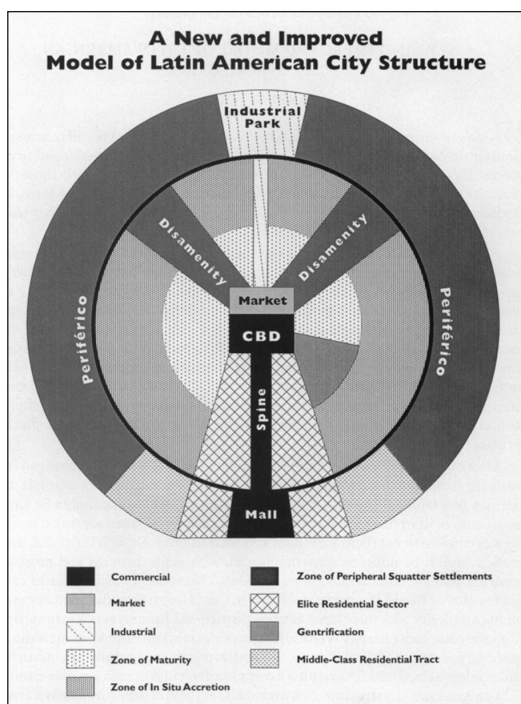 A New and Improved
Model of Latin American City Structure
Industrial
Park
Disamenity
Disamenity
Market
CBD
Periférico
Periférico
Spine
Mall
Commercial
Market
Industrial
Zone of Maturity
Zone of In Situ Accretion
Zone of Peripheral Squatter Settlements
Elite Residential Sector
Gentrification
Middle-Class Residential Tract